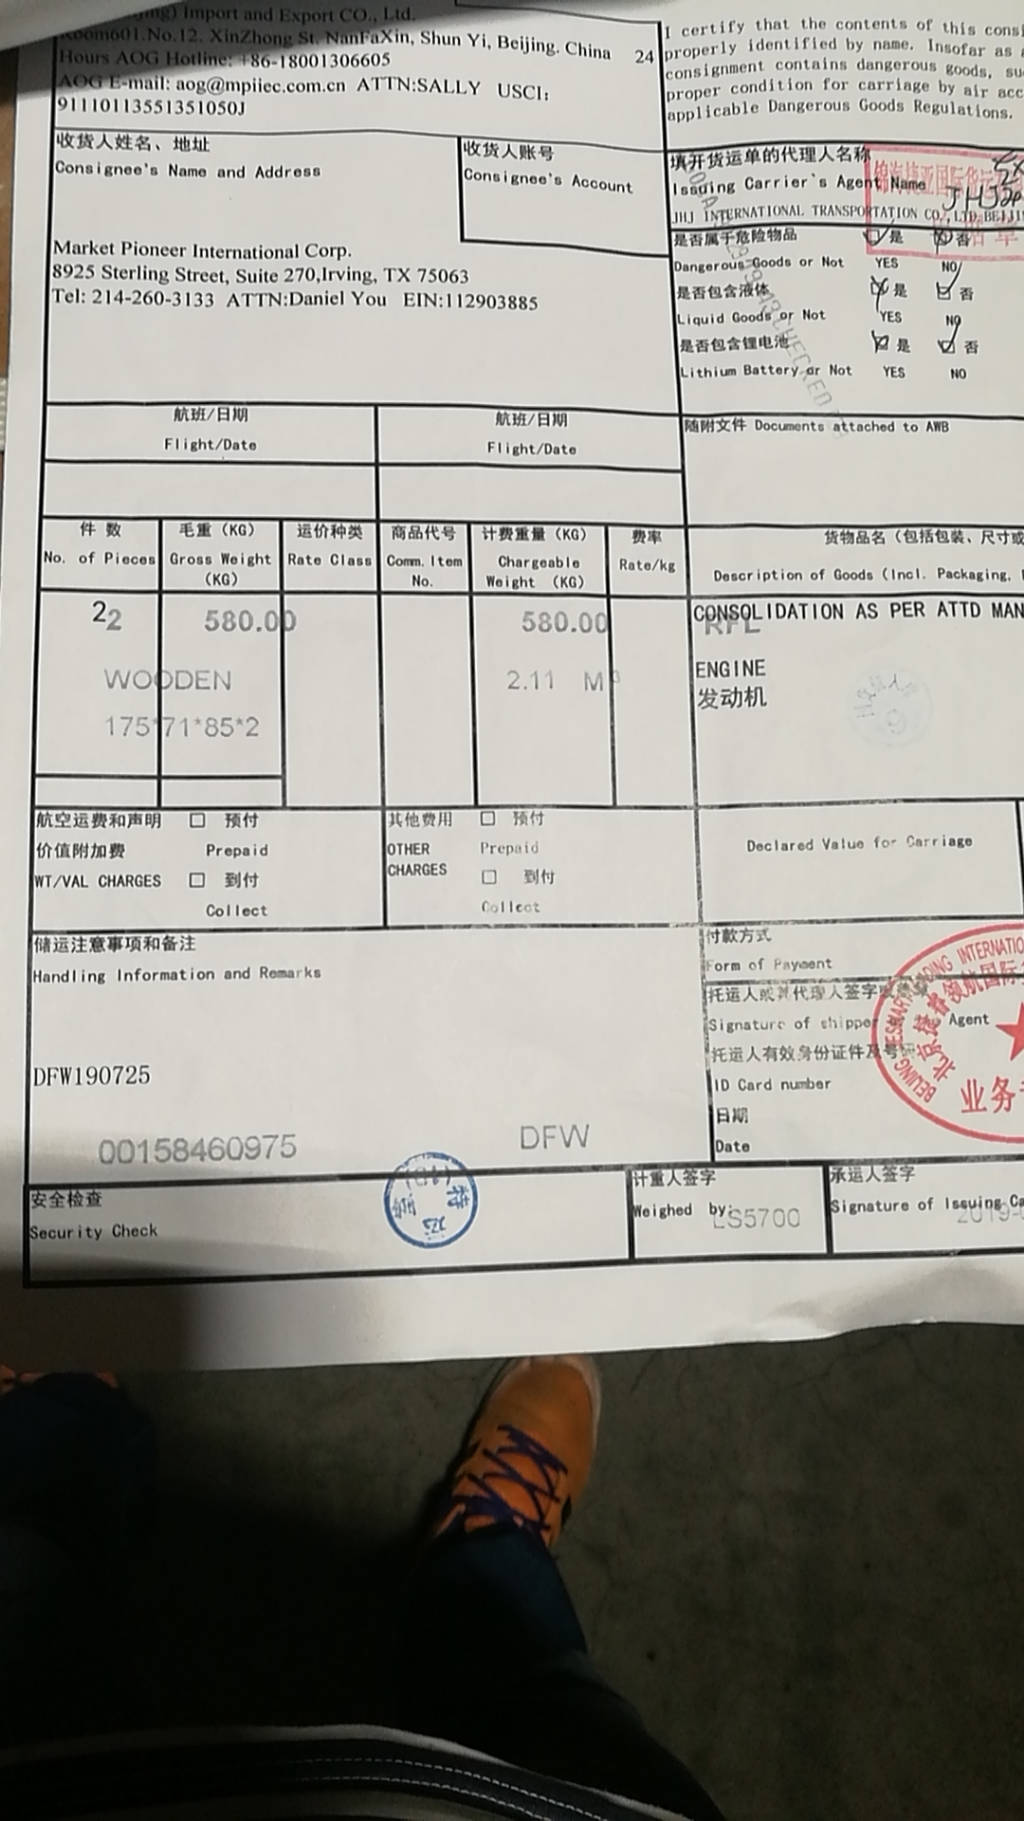 Import and Export CO., Ltd.
Room601.No.12. XinZhong St. NanFaXin, Shun Yi, Beijing. China 24
Hours AOG Hotline: +86-18001306605
AOG E-mail: aog@mpiiec.com.cn ATTN:SALLY USCI:
91110113551351050J
I certify that the contents of this
properly identified by name. Insofar as
consignment contains dangerous goods,
proper condition for carriage by air
applicable Dangerous Goods Regulations.
收货人姓名、地址
Consignee's Name and Address
收货人账号
Consignee's Account
Market Pioneer International Corp.
8925 Sterling Street, Suite 270,Irving, TX 75063
Tel: 214-260-3133 ATTN:Daniel You EIN:112903885
填开货运单的代理人名称
Issuing Carrier's Agent Name
JHJ INTERNATIONAL TRANSPORTATION CO.,LTD
是否属于危险物品 是 否
Dangerous Goods or Not YES NO
是否包含液体 是 否
Liquid Goods or Not YES NO
是否包含锂电池 是 否
Lithium Battery or Not YES NO
CHECKED
航班/日期
Flight/Date
航班/日期
Flight/Date
随附文件 Documents attached to AWB
件 数
No. of Pieces
毛重 (KG)
Gross Weight
(KG)
运价种类
Rate Class
商品代号
Comm. Item
No.
计费重量 (KG)
Chargeable
Weight (KG)
费率
Rate/kg
货物品名 (包括包装、尺寸或
Description of Goods (Incl. Packaging,
2 2 580.00 580.00
CONSOLIDATION AS PER ATTD MAN
RFL
WOODEN 2.11 M³
ENGINE
发动机
175*71*85*2
航空运费和声明 预付
价值附加费 Prepaid
WT/VAL CHARGES 到付
Collect
其他费用 预付
OTHER Prepaid
CHARGES 到付
Collect
Declared Value for Carriage
储运注意事项和备注
Handling Information and Remarks
DFW190725
00158460975 DFW
付款方式
Form of Payment
托运人或其代理人签字
Signature of shipper Agent
托运人有效身份证件及号
ID Card number
日期
Date
业务
安全检查
Security Check
计重人签字
Weighed by:
LS5700
承运人签字
Signature of Issuing